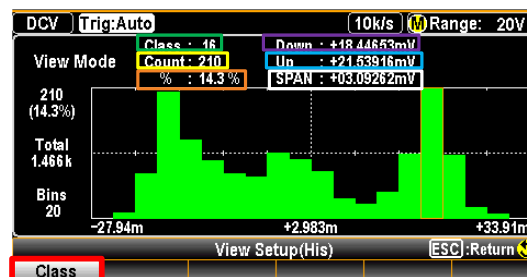 DCV Trig:Auto 10k/s M Range: 20V
Class : 16 Down : +18.44653mV
View Mode Count : 210 Up : +21.53916mV
% : 14.3 % SPAN : +03.09262mV
210
(14.3%)
Total
1.466k
Bins
20
-27.94m +2.983m +33.91m
View Setup(His) ESC :Return
Class